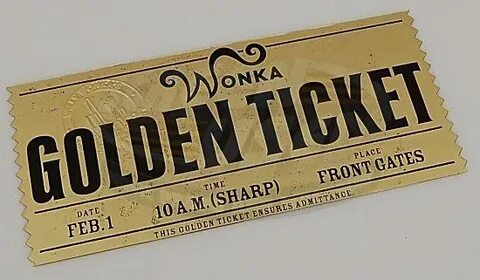 WONKA
GOLDEN TICKET
DATE TIME PLACE
FEB.1 10 A.M.(SHARP) FRONT GATES
THIS GOLDEN TICKET ENSURES ADMITTANCE.